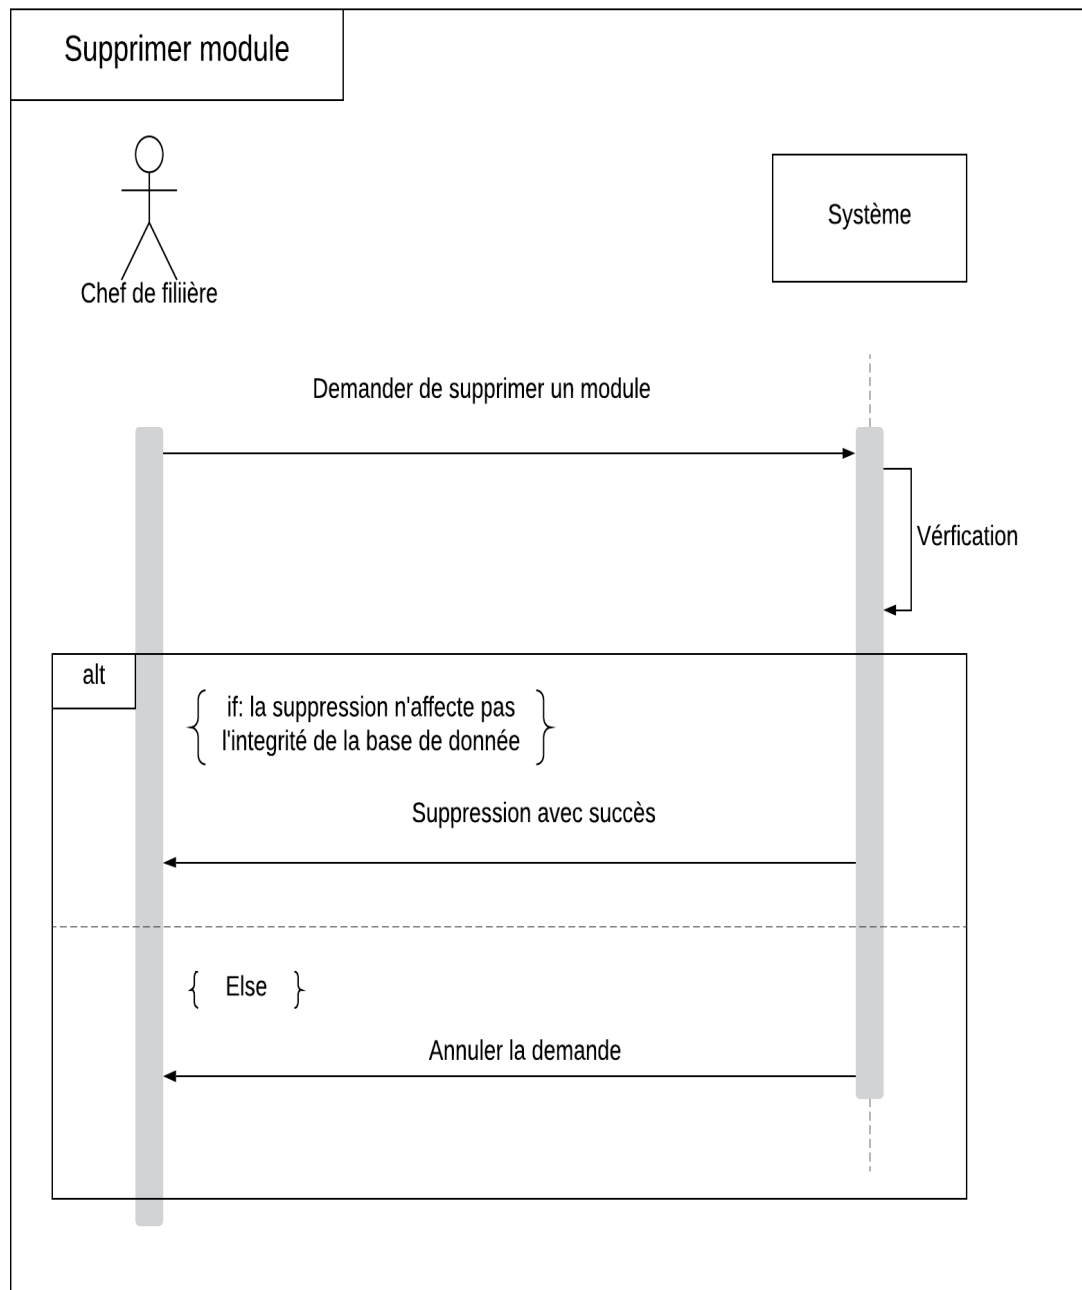 Supprimer module
Système
Chef de filiière
Demander de supprimer un module
Vérfication
alt
if: la suppression n'affecte pas
l'integrité de la base de donnée
Suppression avec succès
Else
Annuler la demande